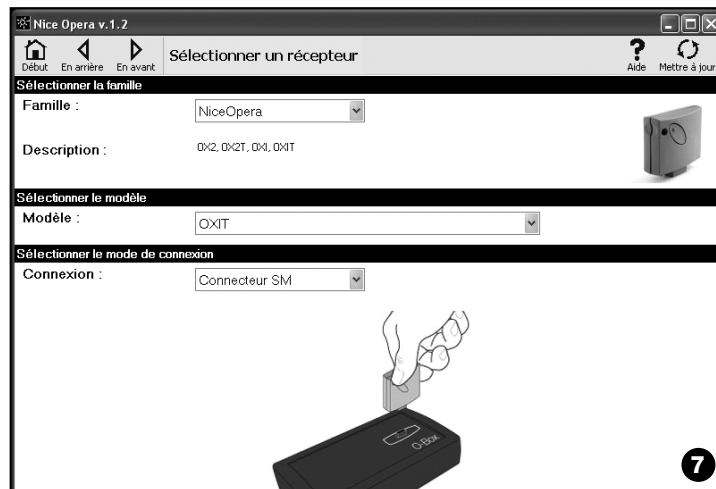 Nice Opera v.1.2
Début En arrière En avant Sélectionner un récepteur Aide Mettre à jour
Sélectionner la famille
Famille : NiceOpera
Description : OX2, OX2T, OXI, OXIT
Sélectionner le modèle
Modèle : OXIT
Sélectionner le mode de connexion
Connexion : Connecteur SM
O-Box
7